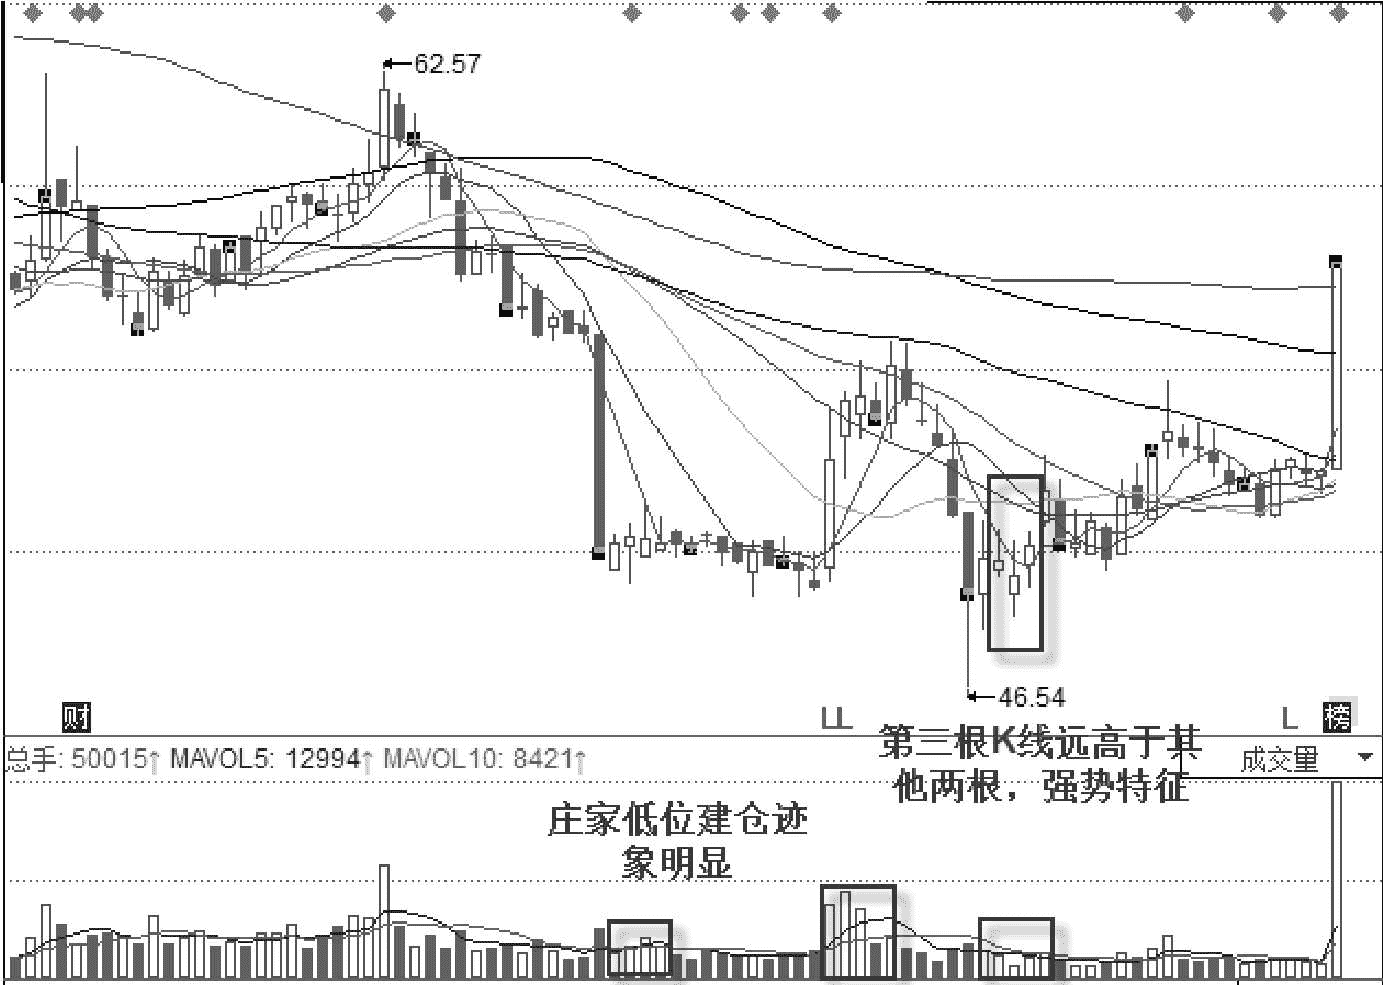 62.57
46.54
财
LL
L
榜
第三根K线远高于其
他两根，强势特征
总手: 50015↑ MAVOL5: 12994↑ MAVOL10: 8421↑
成交量
庄家低位建仓迹
象明显